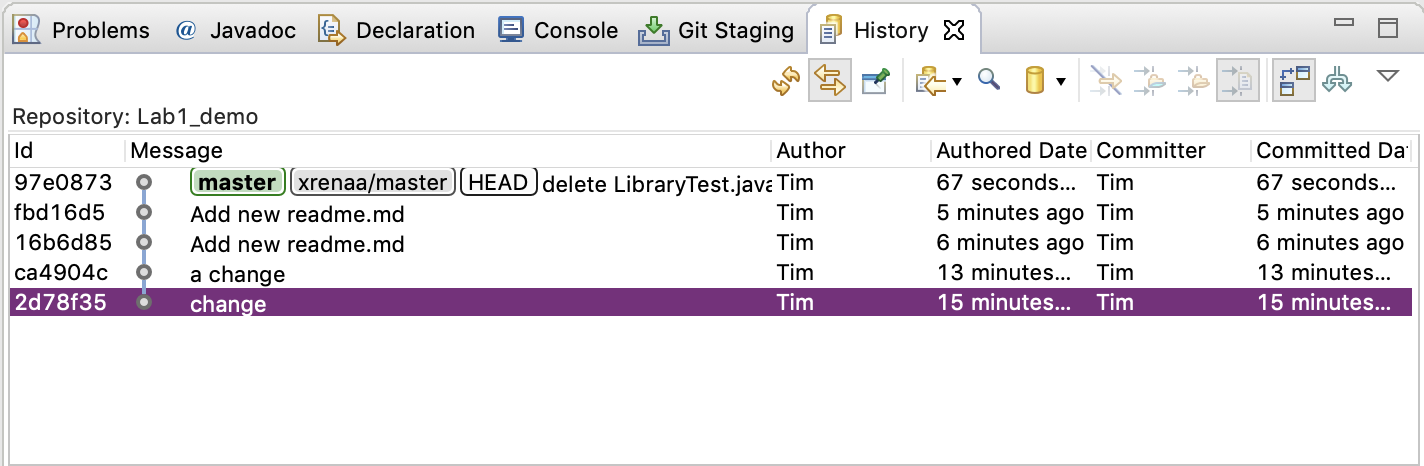 Problems @ Javadoc Declaration Console Git Staging History
Repository: Lab1_demo
Id Message Author Authored Date Committer Committed Da
97e0873 master xrenaa/master HEAD delete LibraryTest.java Tim 67 seconds... Tim 67 seconds...
fbd16d5 Add new readme.md Tim 5 minutes ago Tim 5 minutes ago
16b6d85 Add new readme.md Tim 6 minutes ago Tim 6 minutes ago
ca4904c a change Tim 13 minutes... Tim 13 minutes...
2d78f35 change Tim 15 minutes... Tim 15 minutes...